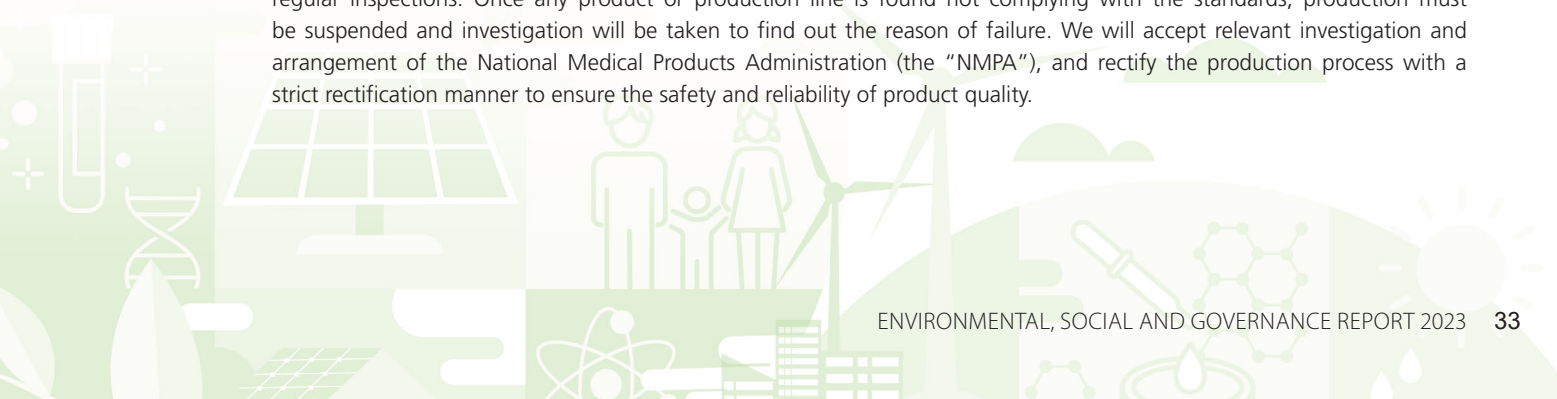 regular inspections. Once any product or production line is found not complying with the standards, production must
be suspended and investigation will be taken to find out the reason of failure. We will accept relevant investigation and
arrangement of the National Medical Products Administration (the “NMPA”), and rectify the production process with a
strict rectification manner to ensure the safety and reliability of product quality.
ENVIRONMENTAL, SOCIAL AND GOVERNANCE REPORT 2023 33